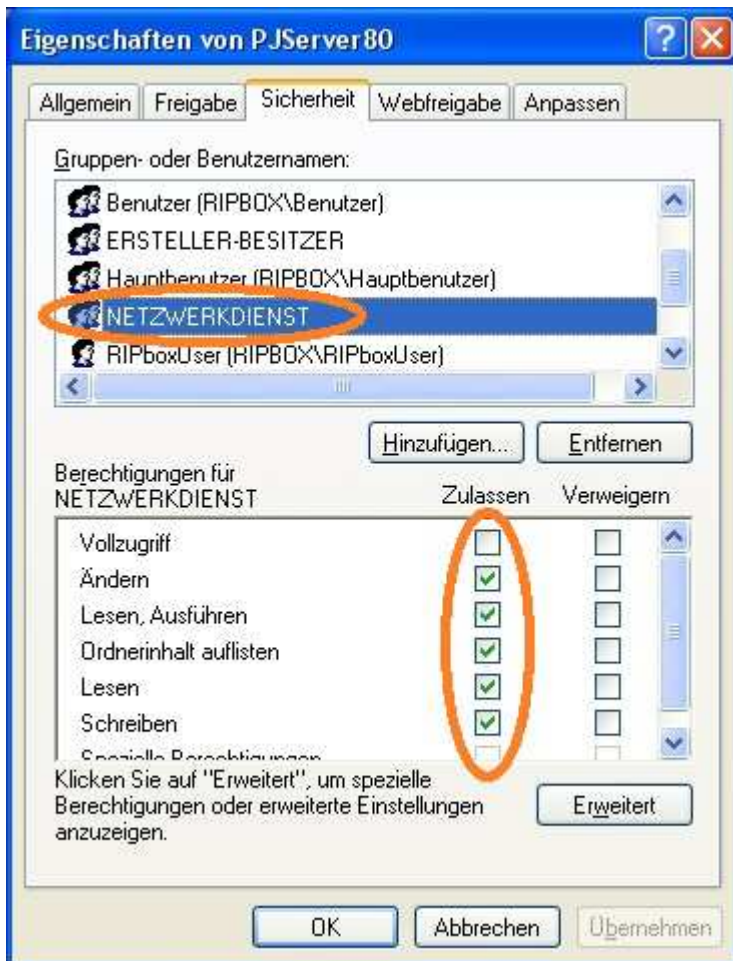 Eigenschaften von PJServer80
Allgemein Freigabe Sicherheit Webfreigabe Anpassen
Gruppen- oder Benutzernamen:
Benutzer (RIPBOX\Benutzer)
ERSTELLER-BESITZER
Hauptbenutzer (RIPBOX\Hauptbenutzer)
NETZWERKDIENST
RIPboxUser (RIPBOX\RIPboxUser)
Hinzufügen... Entfernen
Berechtigungen für
NETZWERKDIENST Zulassen Verweigern
Vollzugriff
Ändern
Lesen, Ausführen
Ordnerinhalt auflisten
Lesen
Schreiben
Spezielle Berechtigungen
Klicken Sie auf "Erweitert", um spezielle
Berechtigungen oder erweiterte Einstellungen
anzuzeigen.
Erweitert
OK Abbrechen Übernehmen